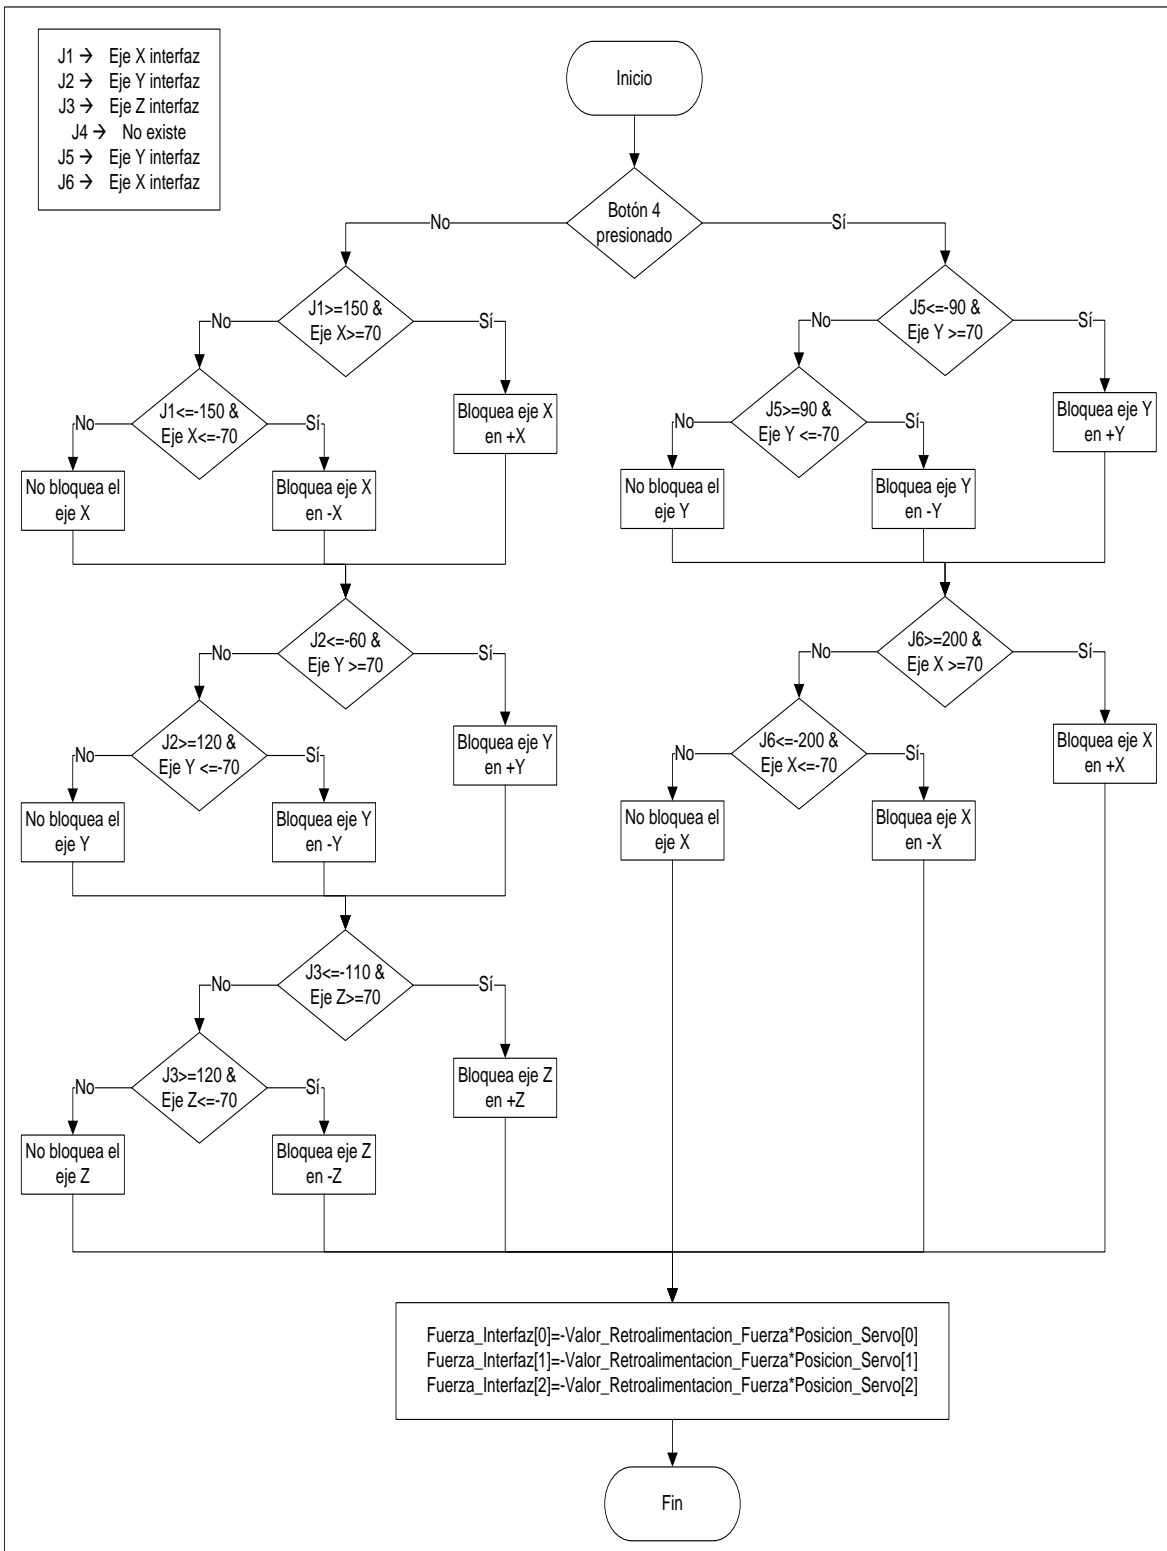 J1 → Eje X interfaz
J2 → Eje Y interfaz
J3 → Eje Z interfaz
J4 → No existe
J5 → Eje Y interfaz
J6 → Eje X interfaz
Inicio
Botón 4
presionado
No
Sí
J1>=150 &
Eje X>=70
No
Sí
J1<=-150 &
Eje X<=-70
No
Sí
Bloquea eje X
en +X
No bloquea el
eje X
Bloquea eje X
en -X
J2<=-60 &
Eje Y >=70
No
Sí
J2>=120 &
Eje Y <=-70
No
Sí
Bloquea eje Y
en +Y
No bloquea el
eje Y
Bloquea eje Y
en -Y
J3<=-110 &
Eje Z>=70
No
Sí
J3>=120 &
Eje Z<=-70
No
Sí
Bloquea eje Z
en +Z
No bloquea el
eje Z
Bloquea eje Z
en -Z
J5<=-90 &
Eje Y >=70
No
Sí
J5>=90 &
Eje Y <=-70
No
Sí
Bloquea eje Y
en +Y
No bloquea el
eje Y
Bloquea eje Y
en -Y
J6>=200 &
Eje X >=70
No
Sí
J6<=-200 &
Eje X<=-70
No
Sí
Bloquea eje X
en +X
No bloquea el
eje X
Bloquea eje X
en -X
Fuerza_Interfaz[0]=-Valor_Retroalimentacion_Fuerza*Posicion_Servo[0]
Fuerza_Interfaz[1]=-Valor_Retroalimentacion_Fuerza*Posicion_Servo[1]
Fuerza_Interfaz[2]=-Valor_Retroalimentacion_Fuerza*Posicion_Servo[2]
Fin